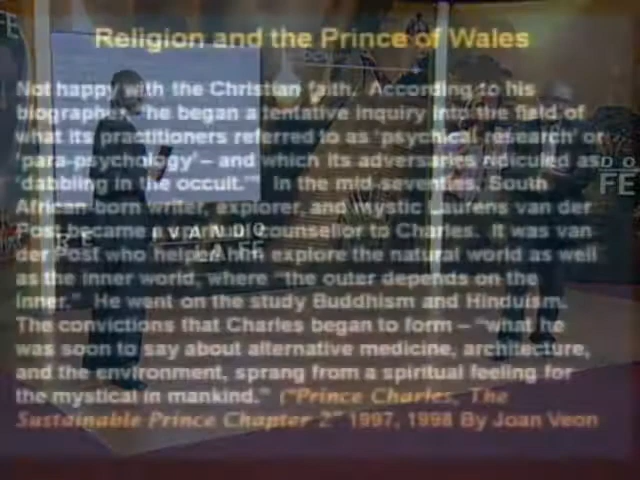 Religion and the Prince of Wales
Not happy with the Christian faith. According to his
biographer, "he began a tentative inquiry into the field of
what its practitioners referred to as 'psychical research' or
'para-psychology' – and which its adversaries ridiculed as
'dabbling in the occult.'" In the mid-seventies, South
African-born writer, explorer, and mystic Laurens van der
Post became counsellor to Charles. It was van
der Post who helped him explore the natural world as well
as the inner world, where "the outer depends on the
inner." He went on the study Buddhism and Hinduism.
The convictions that Charles began to form – "what he
was soon to say about alternative medicine, architecture,
and the environment, sprang from a spiritual feeling for
the mystical in mankind." ("Prince Charles, The
Sustainable Prince Chapter 2" 1997, 1998 By Joan Veon
FE
DO
FE
VANDO